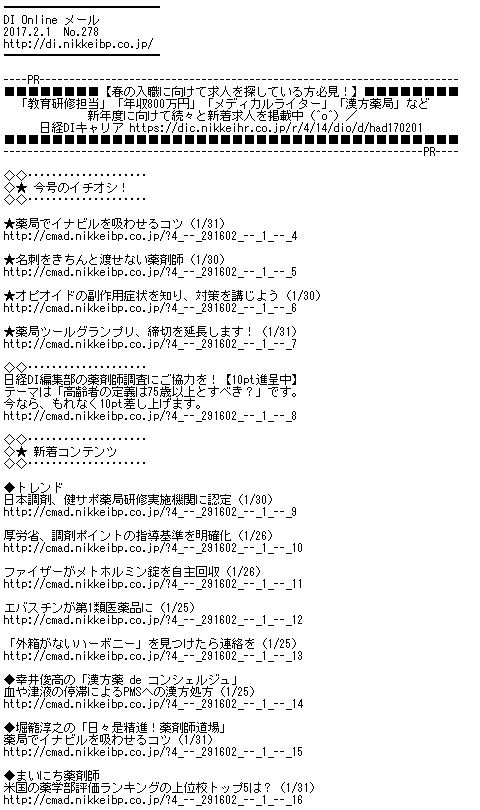 ━━━━━━━━━━━━━━━━━━━
DI Online メール
2017.2.1　No.278
http://di.nikkeibp.co.jp/
━━━━━━━━━━━━━━━━━━━
----PR-----------------------------------------------------------------------
■■■■■■■■【春の入職に向けて求人を探している方必見！】■■■■■■■■
「教育研修担当」「年収800万円」「メディカルライター」「漢方薬局」など
新年度に向けて続々と新着求人を掲載中（^o^）／
日経DIキャリア https://dic.nikkeihr.co.jp/r/4/14/dio/d/had170201
■■■■■■■■■■■■■■■■■■■■■■■■■■■■■■■■■■■■■■
-----------------------------------------------------------------------PR----
◇◇････････････････････
◇★ 今号のイチオシ！
◇◇････････････････････
★薬局でイナビルを吸わせるコツ（1/31）
http://cmad.nikkeibp.co.jp/?4_--_291602_--_1_--_4
★名刺をきちんと渡せない薬剤師（1/30）
http://cmad.nikkeibp.co.jp/?4_--_291602_--_1_--_5
★オピオイドの副作用症状を知り、対策を講じよう（1/30）
http://cmad.nikkeibp.co.jp/?4_--_291602_--_1_--_6
★薬局ツールグランプリ、締切を延長します！（1/31）
http://cmad.nikkeibp.co.jp/?4_--_291602_--_1_--_7
◇◇････････････････････
日経DI編集部の薬剤師調査にご協力を！【10pt進呈中】
テーマは「高齢者の定義は75歳以上とすべき？」です。
今なら、もれなく10pt差し上げます。
http://cmad.nikkeibp.co.jp/?4_--_291602_--_1_--_8
◇◇････････････････････
◇★ 新着コンテンツ
◇◇････････････････････
◆トレンド
日本調剤、健サポ薬局研修実施機関に認定（1/30）
http://cmad.nikkeibp.co.jp/?4_--_291602_--_1_--_9
厚労省、調剤ポイントの指導基準を明確化（1/26）
http://cmad.nikkeibp.co.jp/?4_--_291602_--_1_--_10
ファイザーがメトホルミン錠を自主回収（1/26）
http://cmad.nikkeibp.co.jp/?4_--_291602_--_1_--_11
エバスチンが第1類医薬品に（1/25）
http://cmad.nikkeibp.co.jp/?4_--_291602_--_1_--_12
「外箱がないハーボニー」を見つけたら連絡を（1/25）
http://cmad.nikkeibp.co.jp/?4_--_291602_--_1_--_13
◆幸井俊高の「漢方薬 de コンシェルジュ」
血や津液の停滞によるPMSへの漢方処方（1/25）
http://cmad.nikkeibp.co.jp/?4_--_291602_--_1_--_14
◆堀籠淳之の「日々是精進！薬剤師道場」
薬局でイナビルを吸わせるコツ（1/31）
http://cmad.nikkeibp.co.jp/?4_--_291602_--_1_--_15
◆まいにち薬剤師
米国の薬学部評価ランキングの上位校トップ5は？（1/31）
http://cmad.nikkeibp.co.jp/?4_--_291602_--_1_--_16